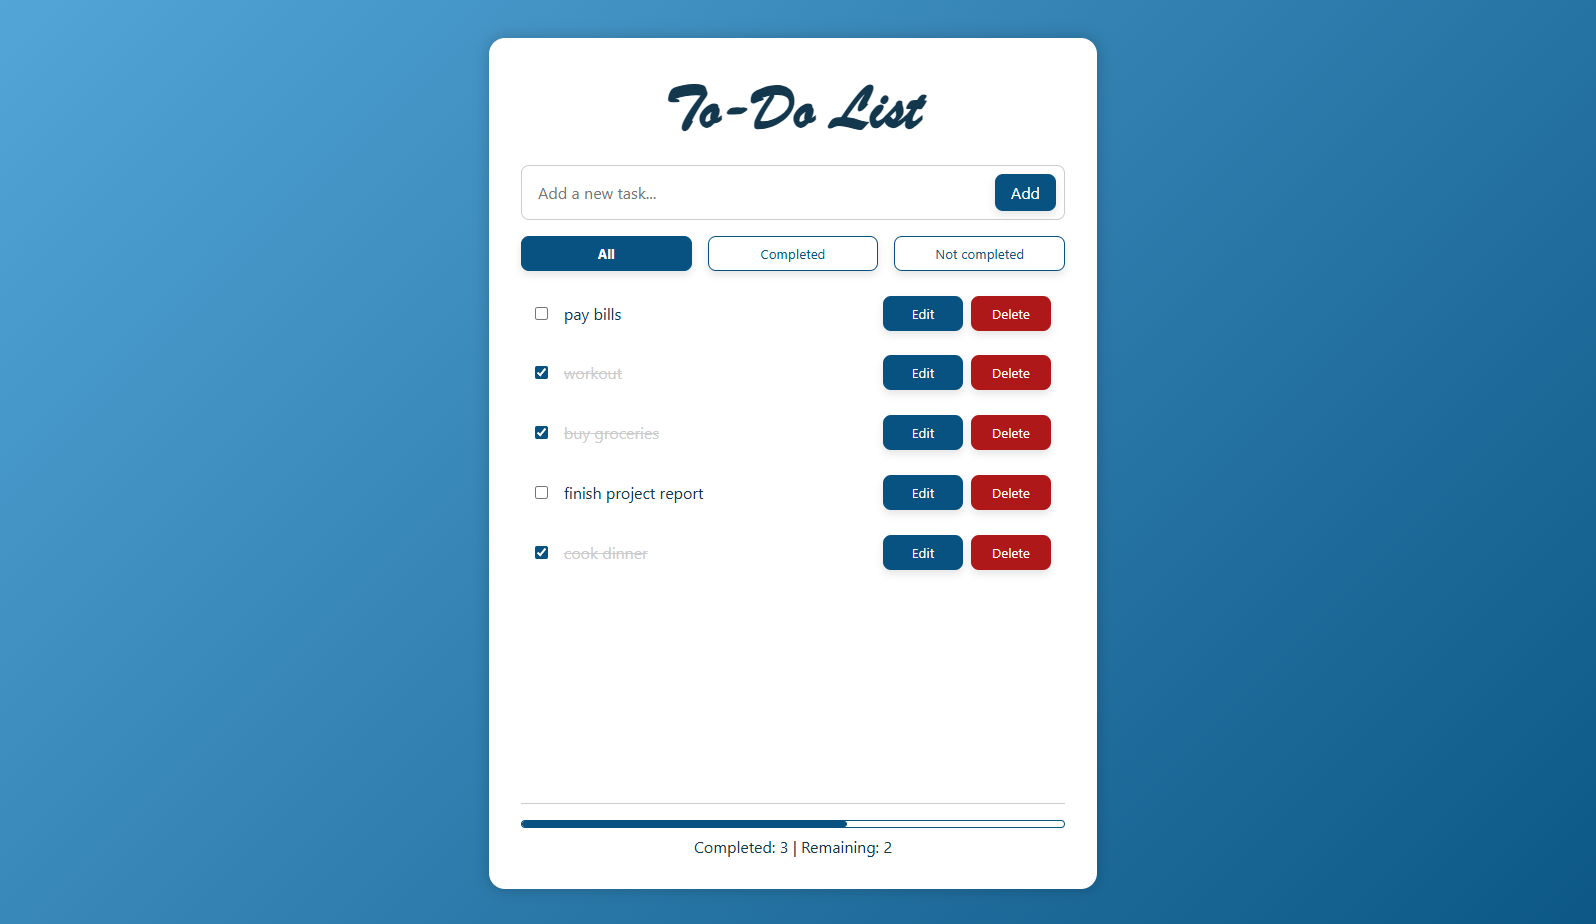 To-Do List
Add a new task... Add
All Completed Not completed
pay bills Edit Delete
workout Edit Delete
buy groceries Edit Delete
finish project report Edit Delete
cook dinner Edit Delete
Completed: 3 | Remaining: 2